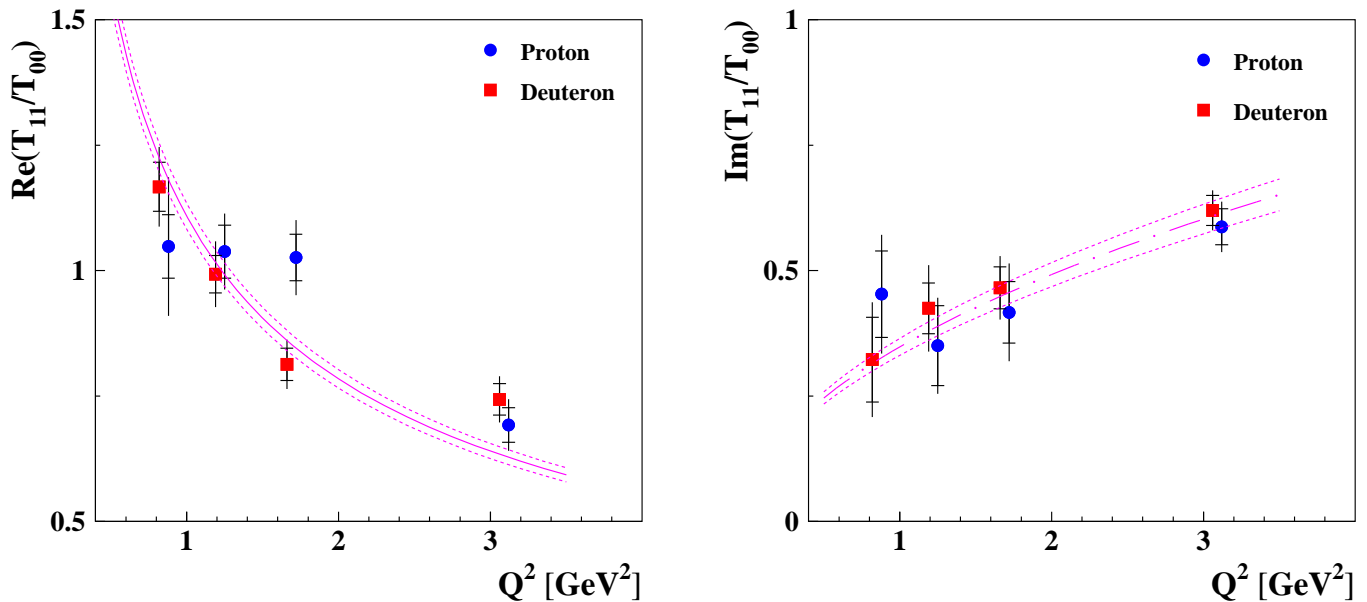 1.5
Proton
Deuteron
Re(T₁₁/T₀₀)
1
0.5
1 2 3
Q² [GeV²]
1
Proton
Deuteron
Im(T₁₁/T₀₀)
0.5
0
1 2 3
Q² [GeV²]